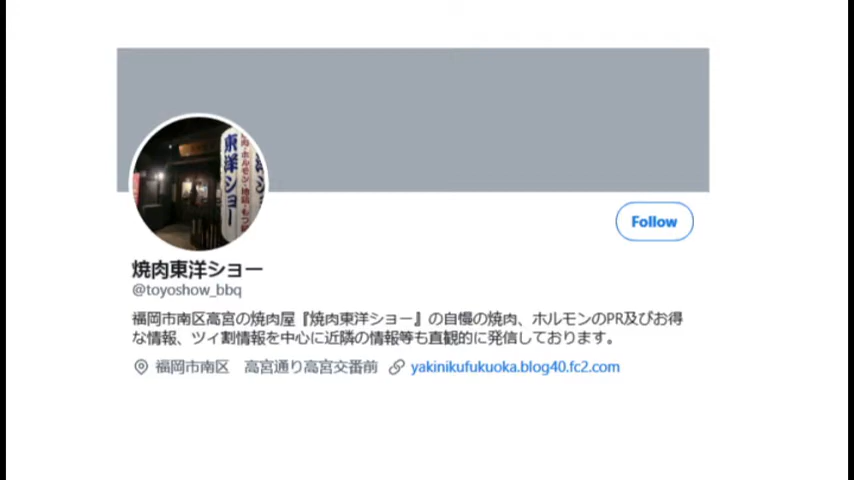 東洋ショー
焼肉東洋ショー
@toyoshow_bbq
Follow
福岡市南区高宮の焼肉屋『焼肉東洋ショー』の自慢の焼肉、ホルモンのPR及びお得
な情報、ツイ割情報を中心に近隣の情報等も直観的に発信しております。
福岡市南区　高宮通り高宮交番前 yakinikufukuoka.blog40.fc2.com